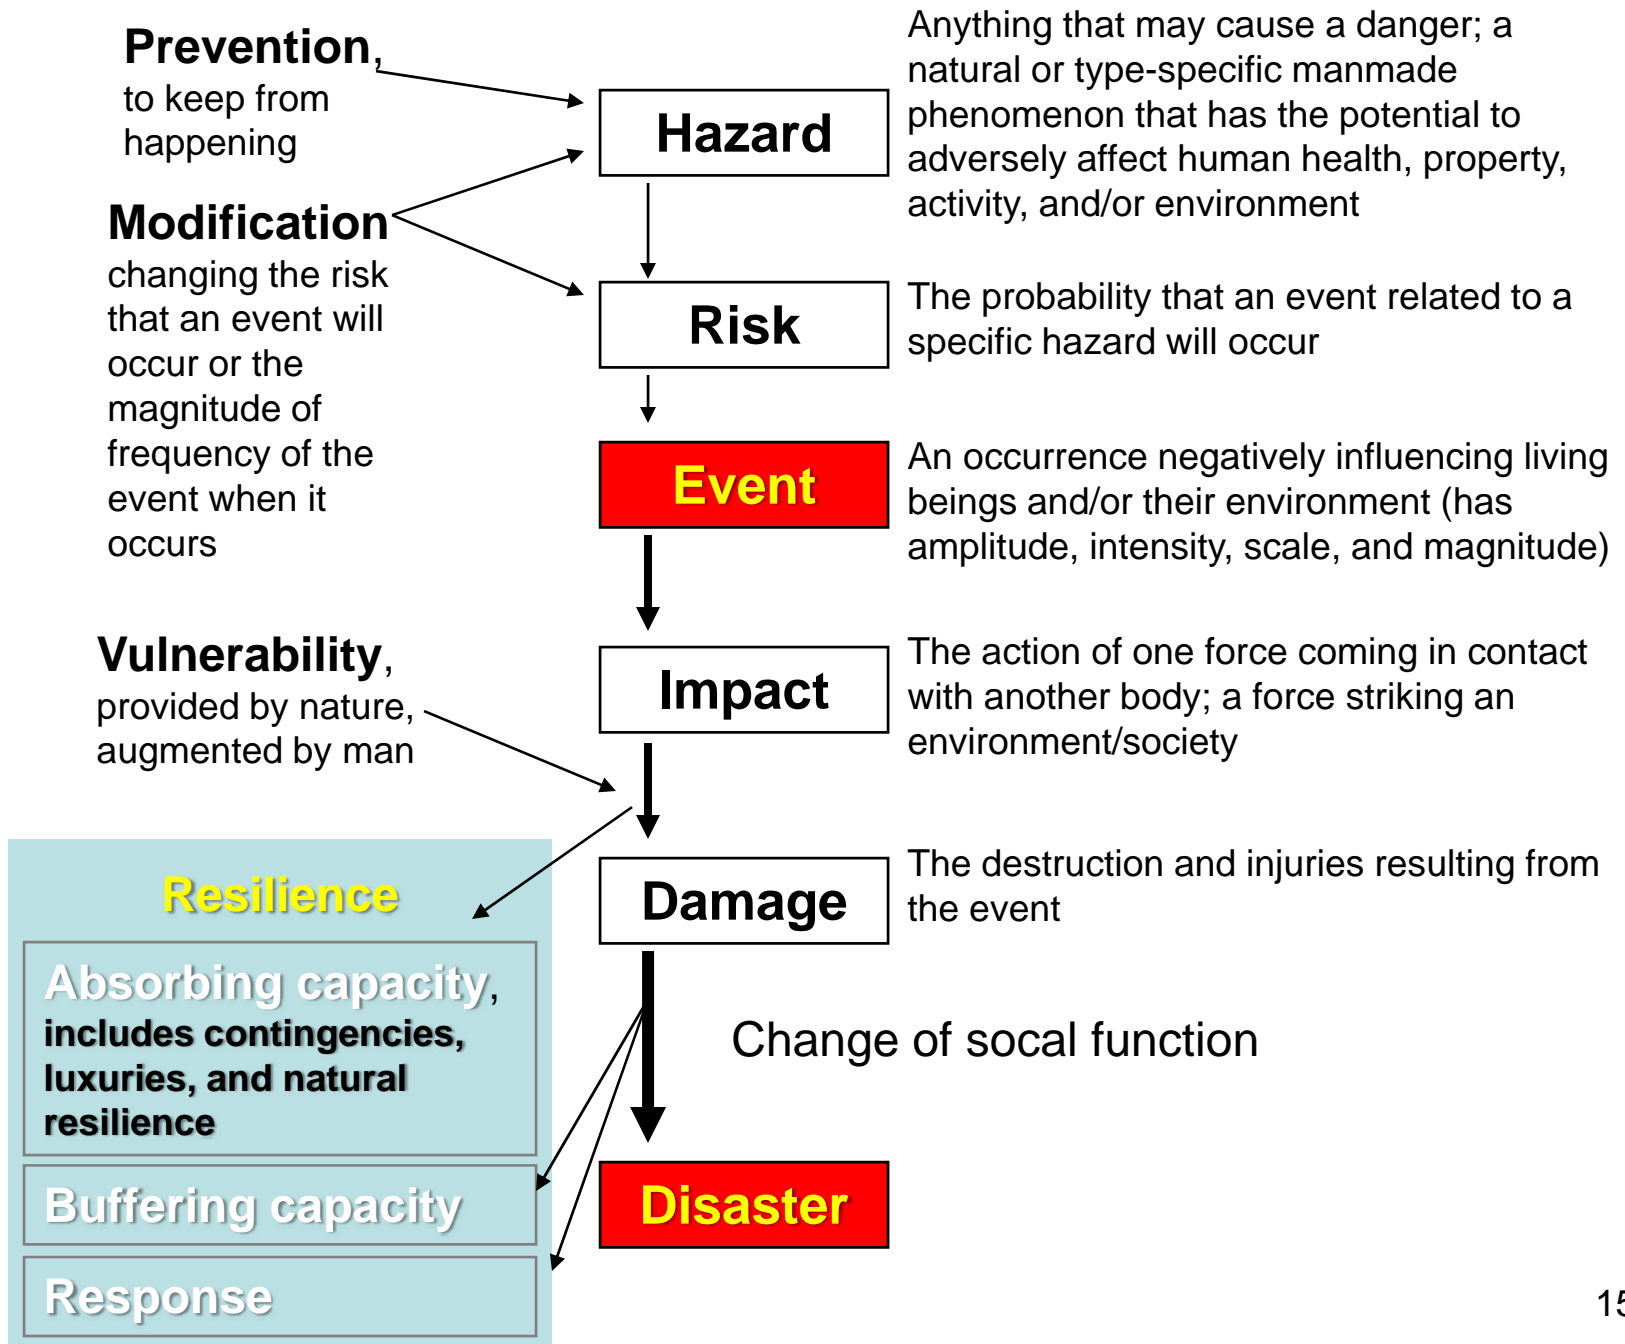 Prevention,
to keep from
happening
Modification
changing the risk
that an event will
occur or the
magnitude of
frequency of the
event when it
occurs
Vulnerability,
provided by nature,
augmented by man
Resilience
Absorbing capacity,
includes contingencies,
luxuries, and natural
resilience
Buffering capacity
Response
Hazard
Anything that may cause a danger; a
natural or type-specific manmade
phenomenon that has the potential to
adversely affect human health, property,
activity, and/or environment
Risk
The probability that an event related to a
specific hazard will occur
Event
An occurrence negatively influencing living
beings and/or their environment (has
amplitude, intensity, scale, and magnitude)
Impact
The action of one force coming in contact
with another body; a force striking an
environment/society
Damage
The destruction and injuries resulting from
the event
Change of socal function
Disaster
15